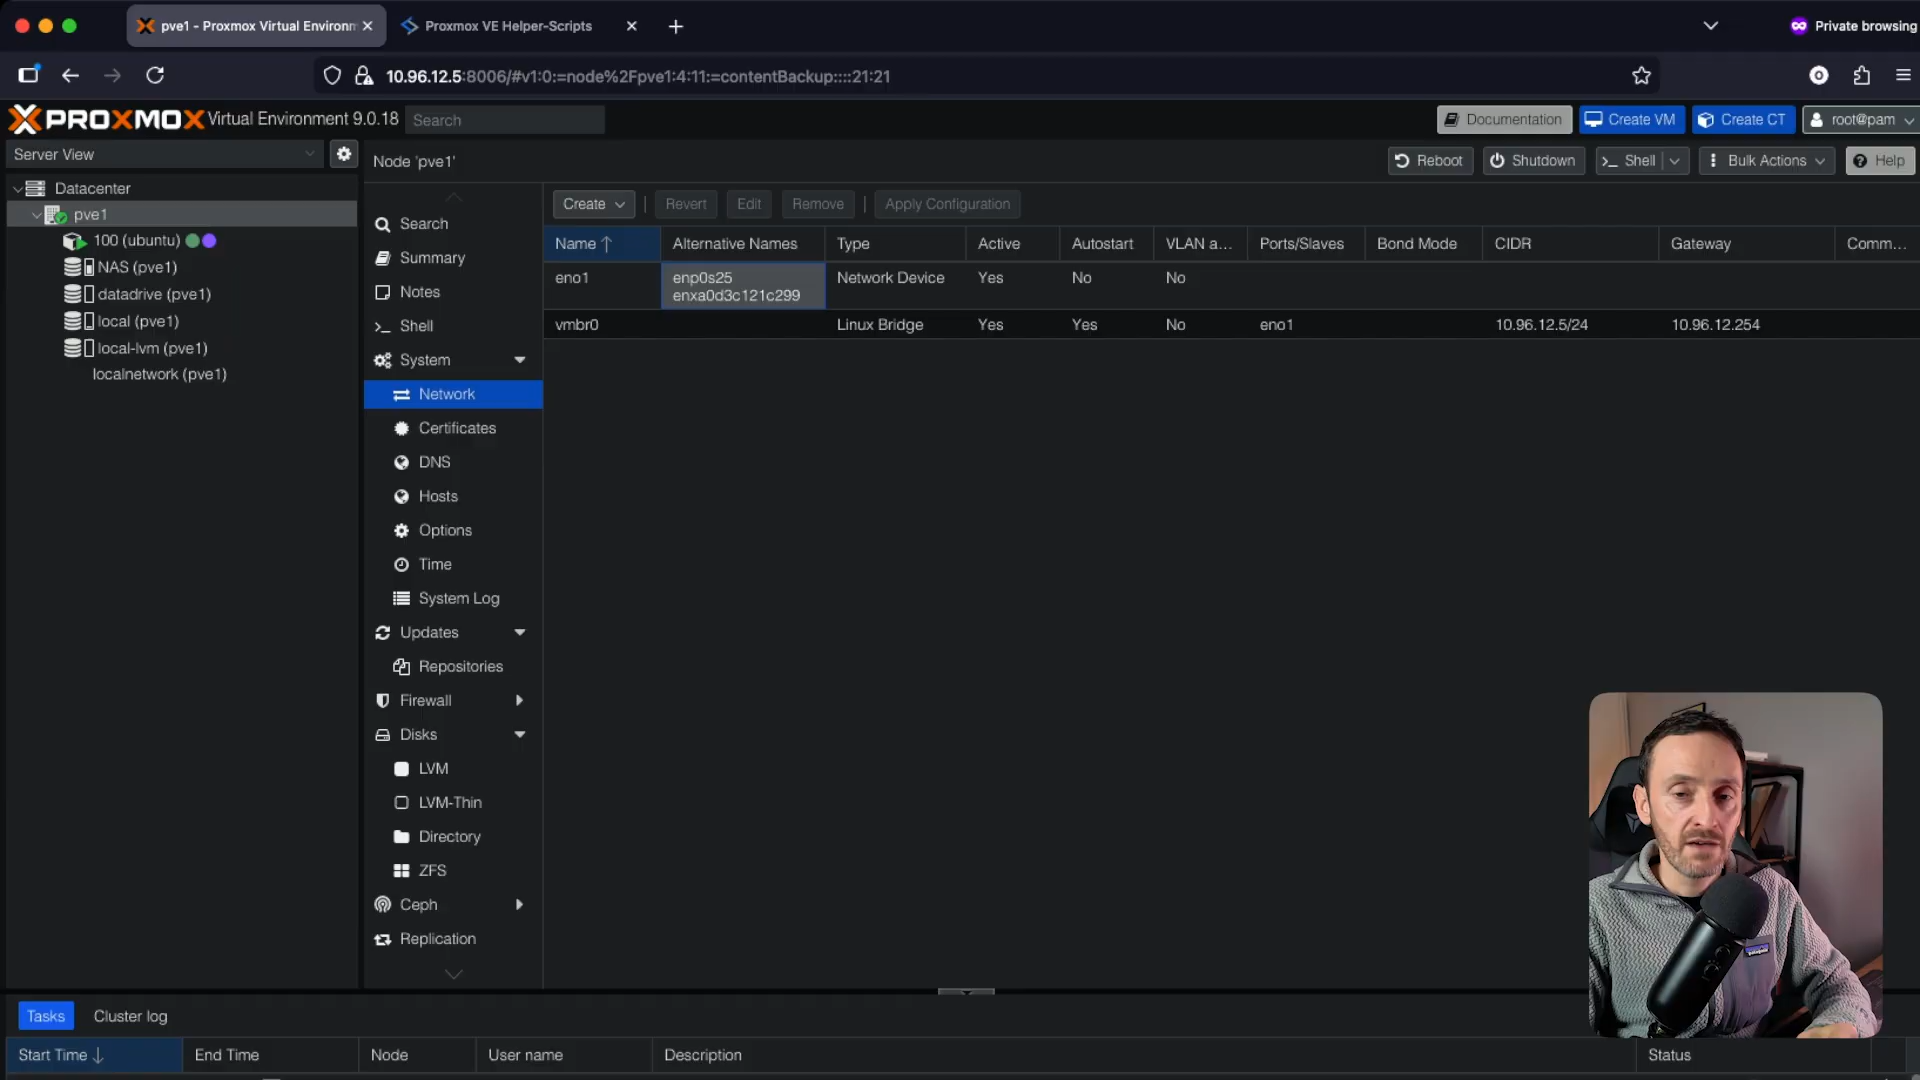 pve1 - Proxmox Virtual Environm
Proxmox VE Helper-Scripts
Private browsing
10.96.12.5:8006/#v1:0:=node%2Fpve1:4:11:=contentBackup::::21:21
PROXMOX Virtual Environment 9.0.18
Search
Documentation
Create VM
Create CT
root@pam
Server View
Node 'pve1'
Reboot
Shutdown
Shell
Bulk Actions
Help
Datacenter
pve1
100 (ubuntu)
NAS (pve1)
datadrive (pve1)
local (pve1)
local-lvm (pve1)
localnetwork (pve1)
Search
Summary
Notes
Shell
System
Network
Certificates
DNS
Hosts
Options
Time
System Log
Updates
Repositories
Firewall
Disks
LVM
LVM-Thin
Directory
ZFS
Ceph
Replication
Create
Revert
Edit
Remove
Apply Configuration
Name Alternative Names Type Active Autostart VLAN a... Ports/Slaves Bond Mode CIDR Gateway Comm...
eno1 enp0s25 Network Device Yes No No
enxa0d3c121c299
vmbr0 Linux Bridge Yes Yes No eno1 10.96.12.5/24 10.96.12.254
Tasks
Cluster log
Start Time End Time Node User name Description Status